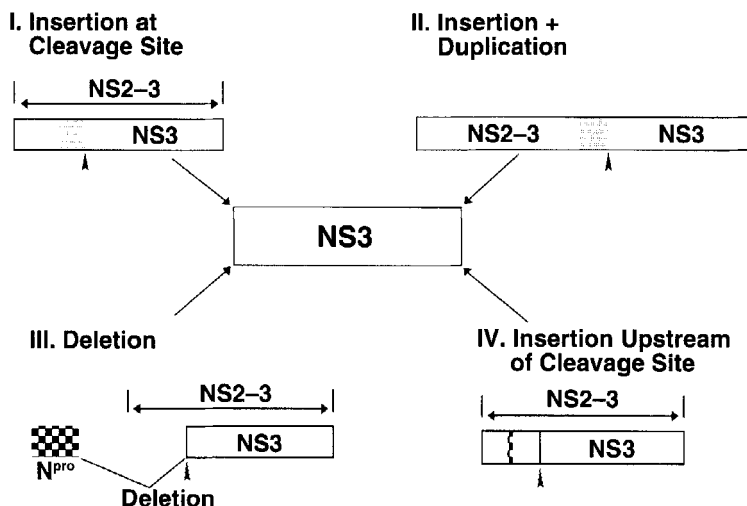 I. Insertion at
Cleavage Site
NS2–3
NS3
II. Insertion +
Duplication
NS2–3
NS3
NS3
III. Deletion
NS2–3
NS3
Npro
Deletion
IV. Insertion Upstream
of Cleavage Site
NS2–3
NS3